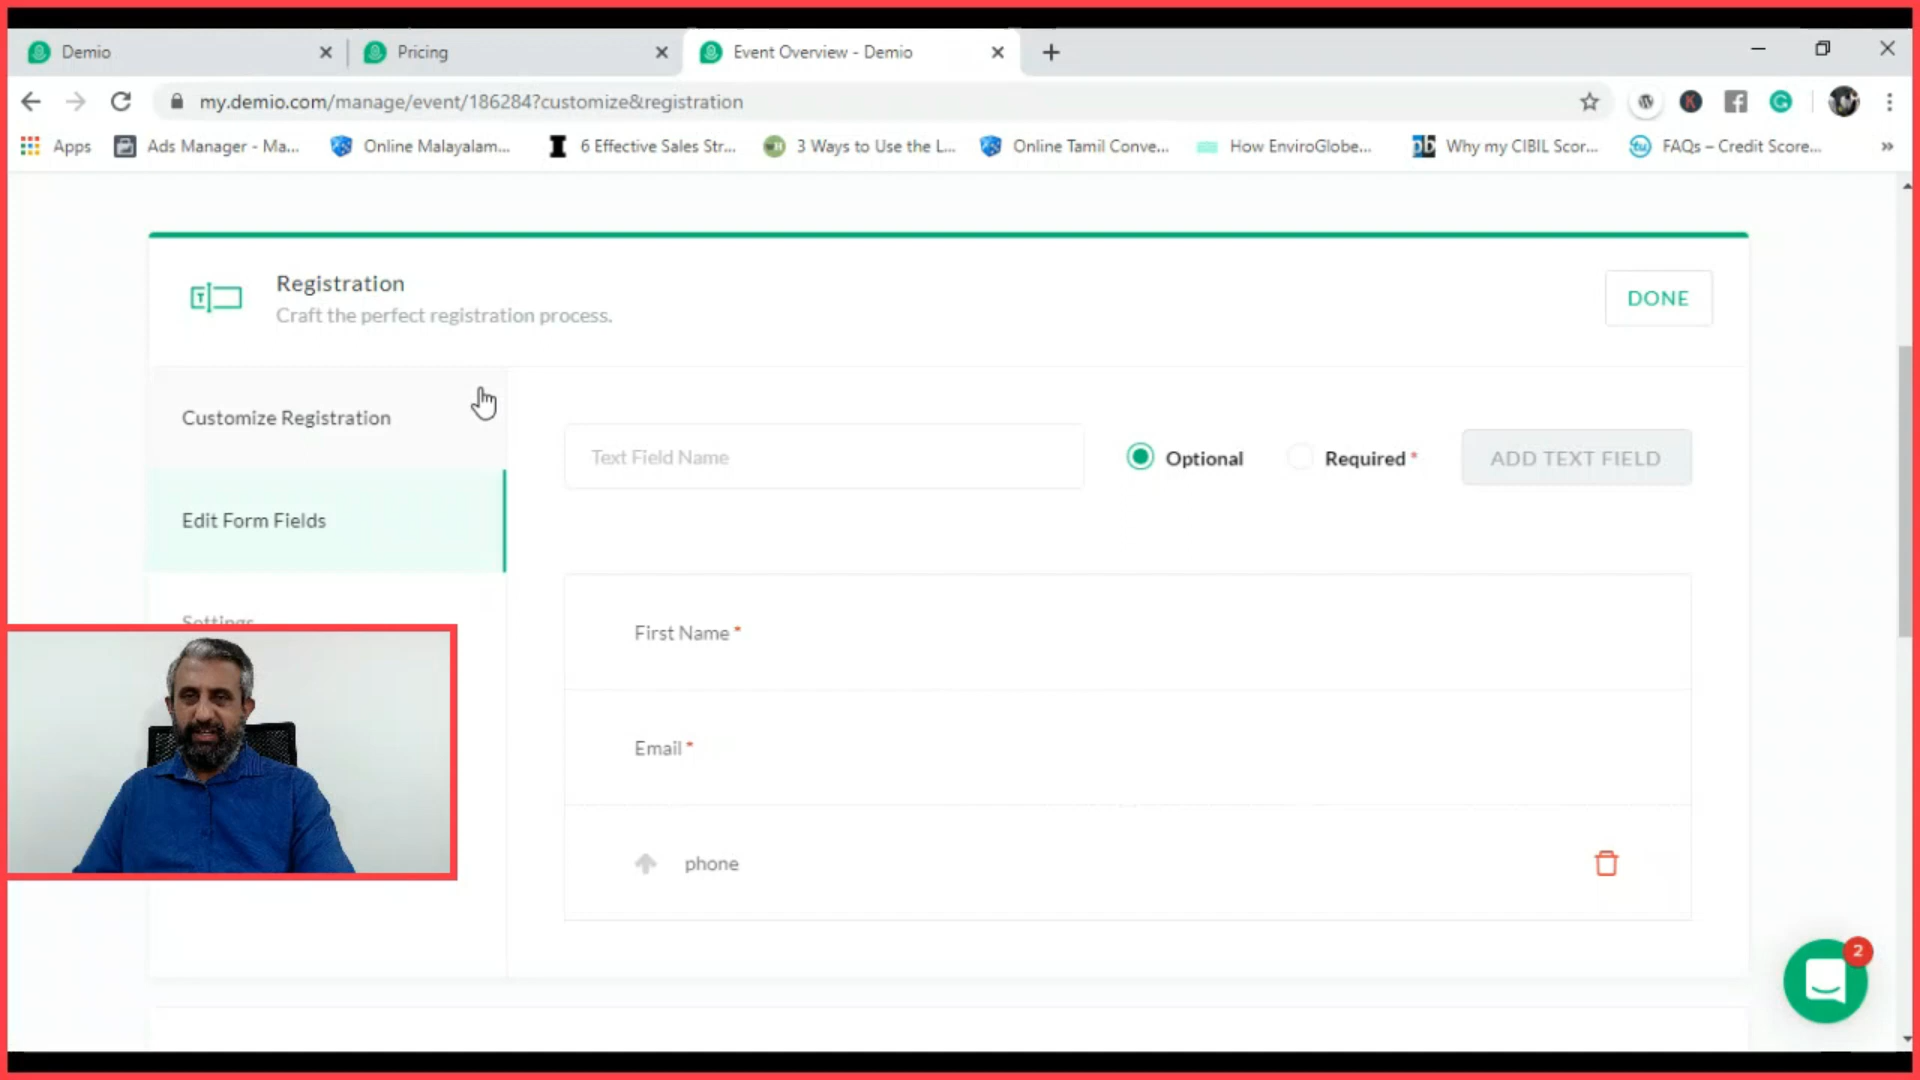 Demio
Pricing
Event Overview - Demio
my.demio.com/manage/event/186284?customize&registration
Apps
Ads Manager - Ma...
Online Malayalam...
6 Effective Sales Str...
3 Ways to Use the L...
Online Tamil Conve...
How EnviroGlobe...
Why my CIBIL Scor...
FAQs – Credit Score...
»
Registration
Craft the perfect registration process.
DONE
Customize Registration
Edit Form Fields
Settings
Text Field Name
Optional
Required *
ADD TEXT FIELD
First Name *
Email *
phone
2